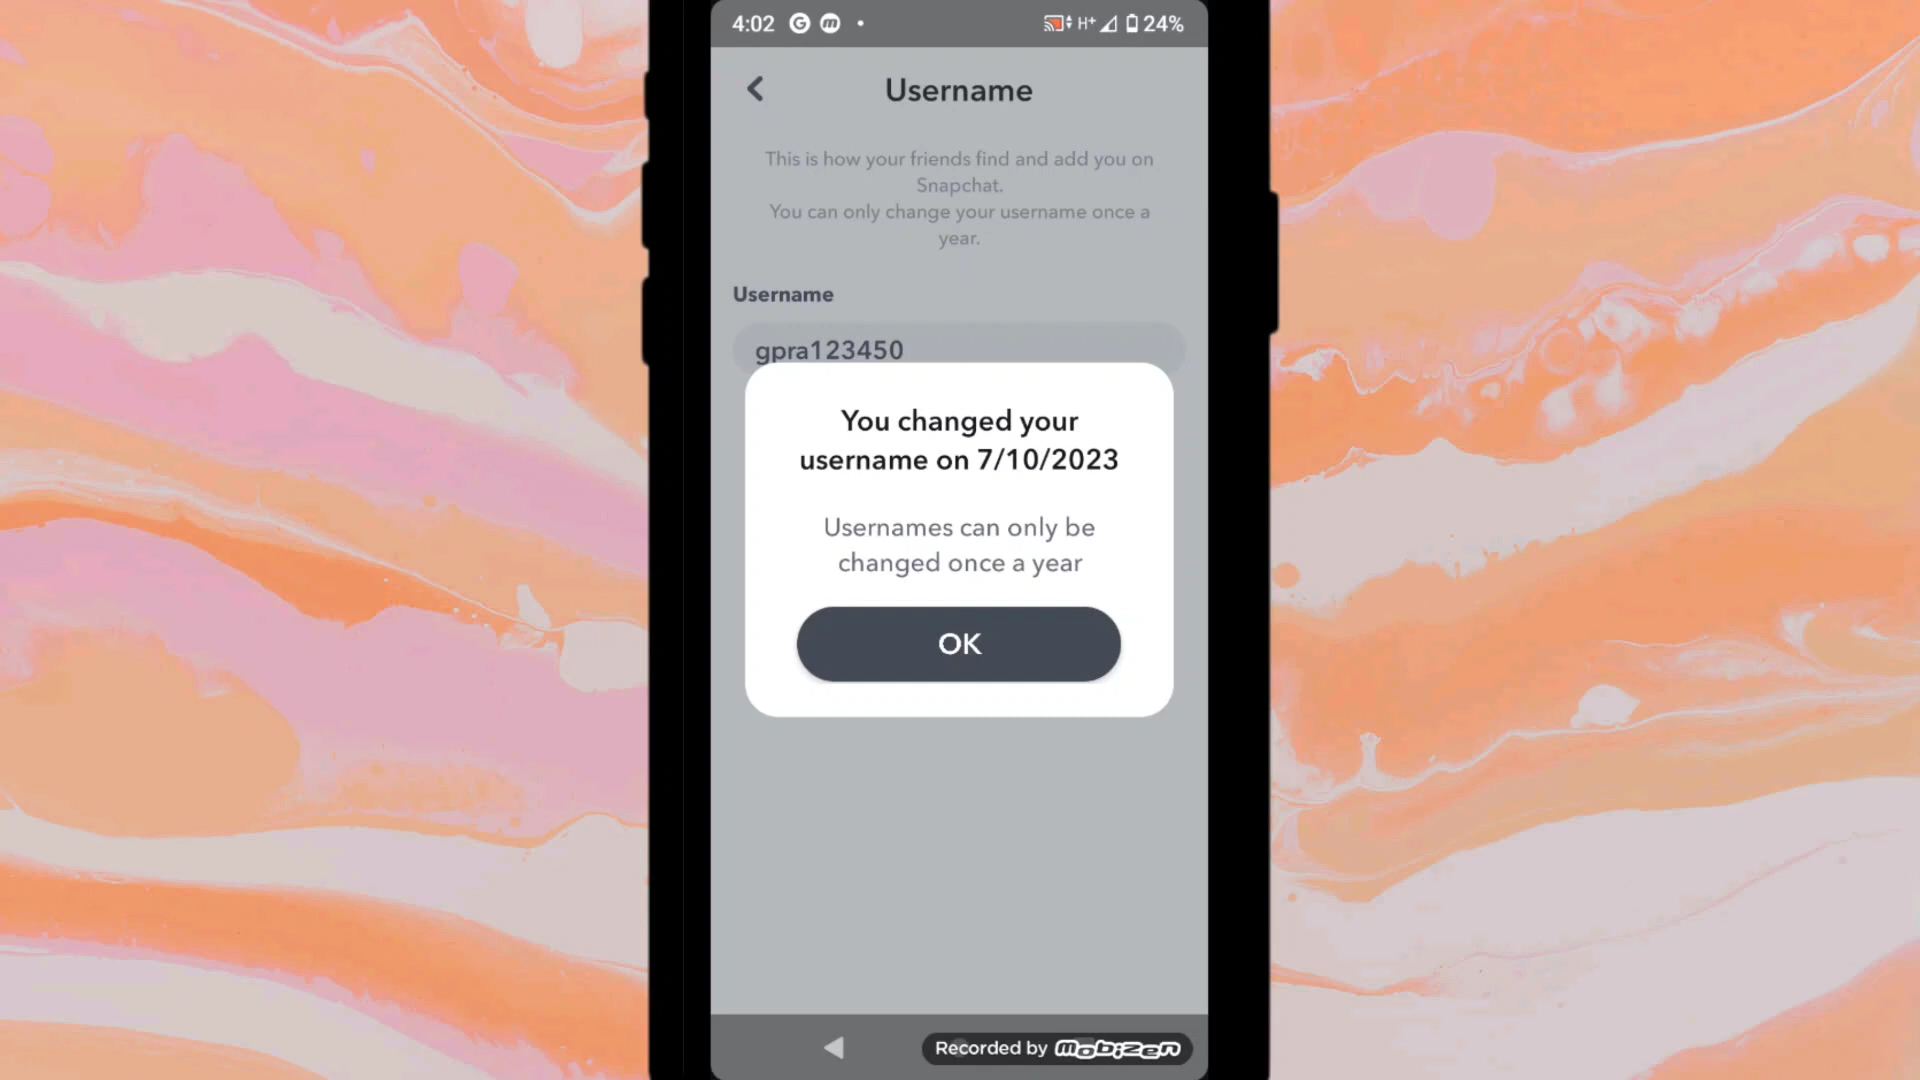 4:02 G m H+ 24%
Username
This is how your friends find and add you on
Snapchat.
You can only change your username once a
year.
Username
gpra123450
You changed your
username on 7/10/2023
Usernames can only be
changed once a year
OK
Recorded by mobizen